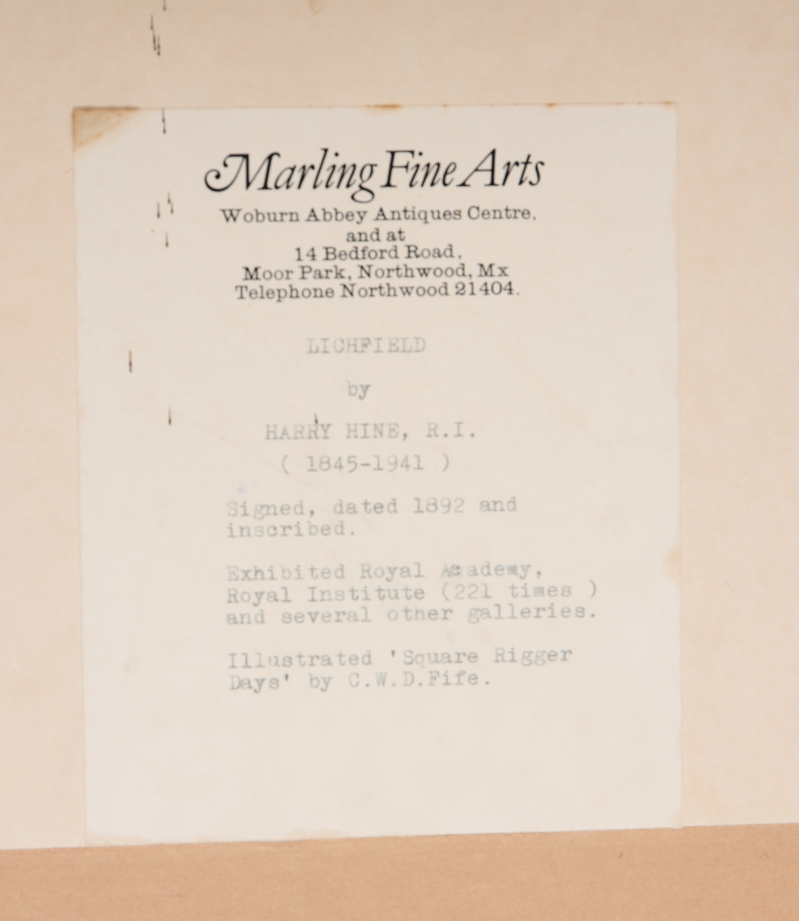 Marling Fine Arts
Woburn Abbey Antiques Centre,
and at
14 Bedford Road,
Moor Park, Northwood, Mx
Telephone Northwood 21404.
LICHFIELD
by
HARRY HINE, R.I.
( 1845-1941 )
Signed, dated 1892 and
inscribed.
Exhibited Royal Academy,
Royal Institute (221 times )
and several other galleries.
Illustrated 'Square Rigger
Days' by C.W.D.Fife.